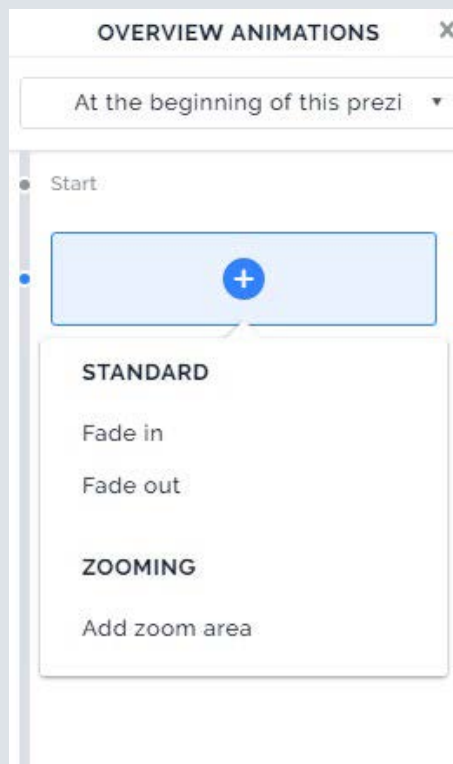 OVERVIEW ANIMATIONS
At the beginning of this prezi
Start
STANDARD
Fade in
Fade out
ZOOMING
Add zoom area